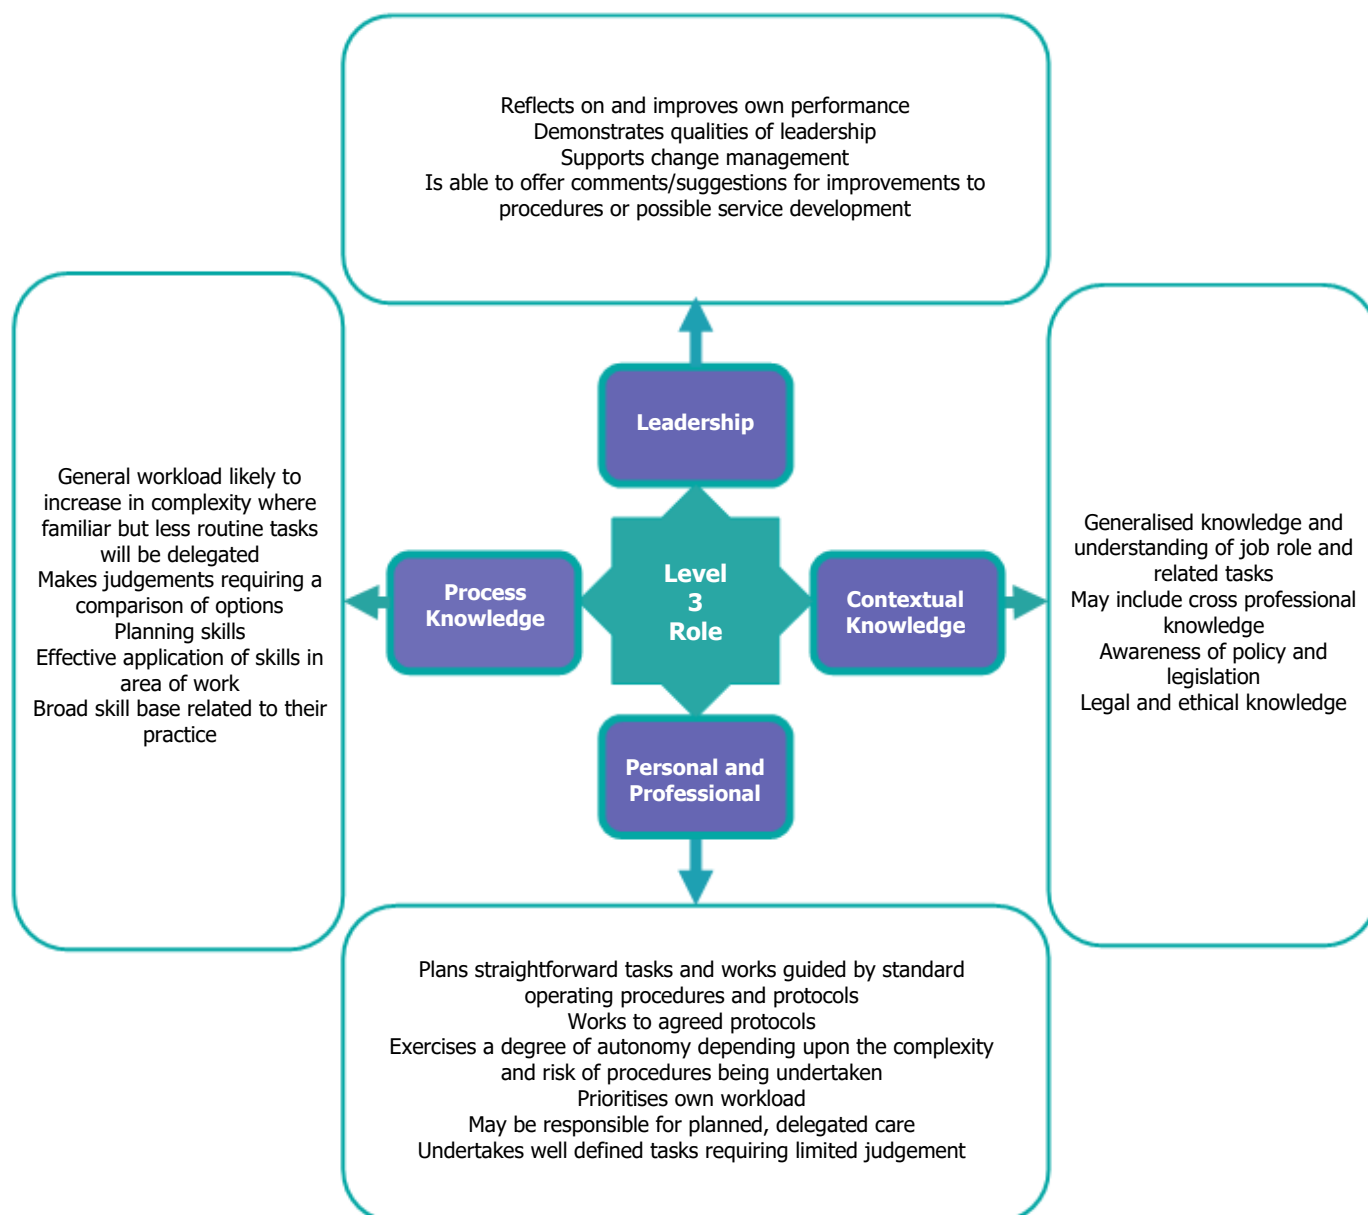 Reflects on and improves own performance
Demonstrates qualities of leadership
Supports change management
Is able to offer comments/suggestions for improvements to
procedures or possible service development
Leadership
General workload likely to
increase in complexity where
familiar but less routine tasks
will be delegated
Makes judgements requiring a
comparison of options
Planning skills
Effective application of skills in
area of work
Broad skill base related to their
practice
Process
Knowledge
Level
3
Role
Contextual
Knowledge
Generalised knowledge and
understanding of job role and
related tasks
May include cross professional
knowledge
Awareness of policy and
legislation
Legal and ethical knowledge
Personal and
Professional
Plans straightforward tasks and works guided by standard
operating procedures and protocols
Works to agreed protocols
Exercises a degree of autonomy depending upon the complexity
and risk of procedures being undertaken
Prioritises own workload
May be responsible for planned, delegated care
Undertakes well defined tasks requiring limited judgement